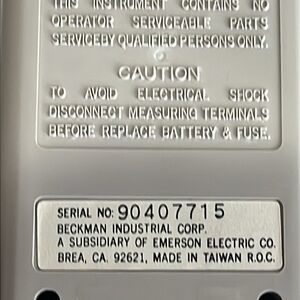 THIS INSTRUMENT CONTAINS NO
OPERATOR SERVICEABLE PARTS
SERVICE BY QUALIFIED PERSONS ONLY.
CAUTION
TO AVOID ELECTRICAL SHOCK
DISCONNECT MEASURING TERMINALS
BEFORE REPLACE BATTERY & FUSE.
SERIAL NO: 90407715
BECKMAN INDUSTRIAL CORP.
A SUBSIDIARY OF EMERSON ELECTRIC CO.
BREA, CA. 92621, MADE IN TAIWAN R.O.C.